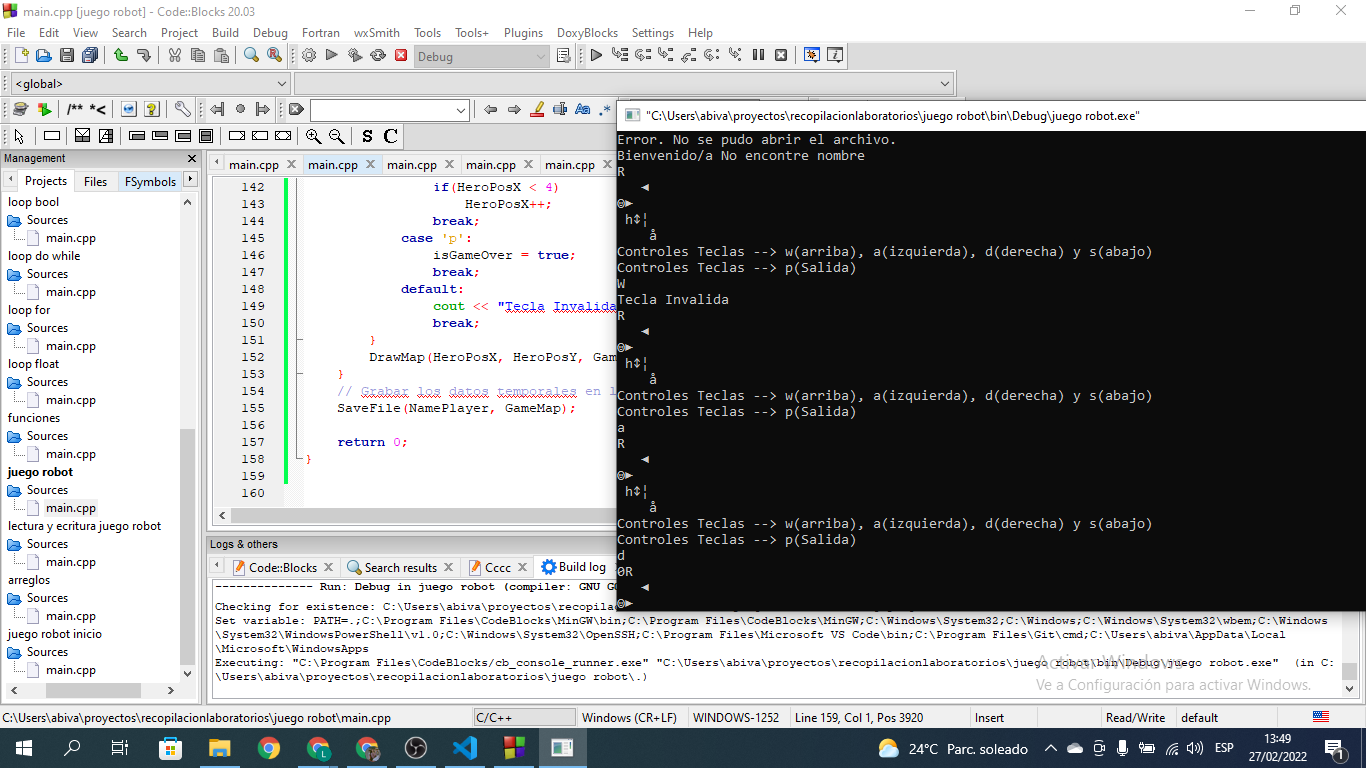 main.cpp [juego robot] - Code::Blocks 20.03
File Edit View Search Project Build Debug Fortran wxSmith Tools Tools+ Plugins DoxyBlocks Settings Help
Debug
<global>
/** *< Aa .*
S C
Management
Projects Files FSymbols
loop bool
Sources
main.cpp
loop do while
Sources
main.cpp
loop for
Sources
main.cpp
loop float
Sources
main.cpp
funciones
Sources
main.cpp
juego robot
Sources
main.cpp
lectura y ecritura juego robot
Sources
main.cpp
arreglos
Sources
main.cpp
juego robot inicio
Sources
main.cpp
main.cpp main.cpp main.cpp main.cpp main.cpp
142 if(HeroPosX < 4)
143 HeroPosX++;
144 break;
145 case 'p':
146 isGameOver = true;
147 break;
148 default:
149 cout << "Tecla Invalida
150 break;
151 }
152 DrawMap(HeroPosX, HeroPosY, Gam
153 }
154 // Grabar los datos temporales en l
155 SaveFile(NamePlayer, GameMap);
156
157 return 0;
158 }
159
160
"C:\Users\abiva\proyectos\recopilacionlaboratorios\juego robot\bin\Debug\juego robot.exe"
Error. No se pudo abrir el archivo.
Bienvenido/a No encontre nombre
R
◄
☺►
h↕¦
å
Controles Teclas --> w(arriba), a(izquierda), d(derecha) y s(abajo)
Controles Teclas --> p(Salida)
W
Tecla Invalida
R
◄
☺►
h↕¦
å
Controles Teclas --> w(arriba), a(izquierda), d(derecha) y s(abajo)
Controles Teclas --> p(Salida)
a
R
◄
☺►
h↕¦
å
Controles Teclas --> w(arriba), a(izquierda), d(derecha) y s(abajo)
Controles Teclas --> p(Salida)
d
0R
◄
☺►
Logs & others
Code::Blocks Search results Cccc Build log
-------------- Run: Debug in juego robot (compiler: GNU G
Checking for existence: C:\Users\abiva\proyectos\recopila
Set variable: PATH=.;C:\Program Files\CodeBlocks\MinGW\bin;C:\Program Files\CodeBlocks\MinGW;C:\Windows\System32;C:\Windows;C:\Windows\System32\wbem;C:\Windows
\System32\WindowsPowerShell\v1.0;C:\Windows\System32\OpenSSH;C:\Program Files\Microsoft VS Code\bin;C:\Program Files\Git\cmd;C:\Users\abiva\AppData\Local
\Microsoft\WindowsApps
Executing: "C:\Program Files\CodeBlocks/cb_console_runner.exe" "C:\Users\abiva\proyectos\recopilacionlaboratorios\juego robot\bin\Debug\juego robot.exe" (in C:
\Users\abiva\proyectos\recopilacionlaboratorios\juego robot\.)
Activar Windows
Ve a Configuración para activar Windows.
C:\Users\abiva\proyectos\recopilacionlaboratorios\juego robot\main.cpp C/C++ Windows (CR+LF) WINDOWS-1252 Line 159, Col 1, Pos 3920 Insert Read/Write default
24°C Parc. soleado ESP 13:49
27/02/2022 1